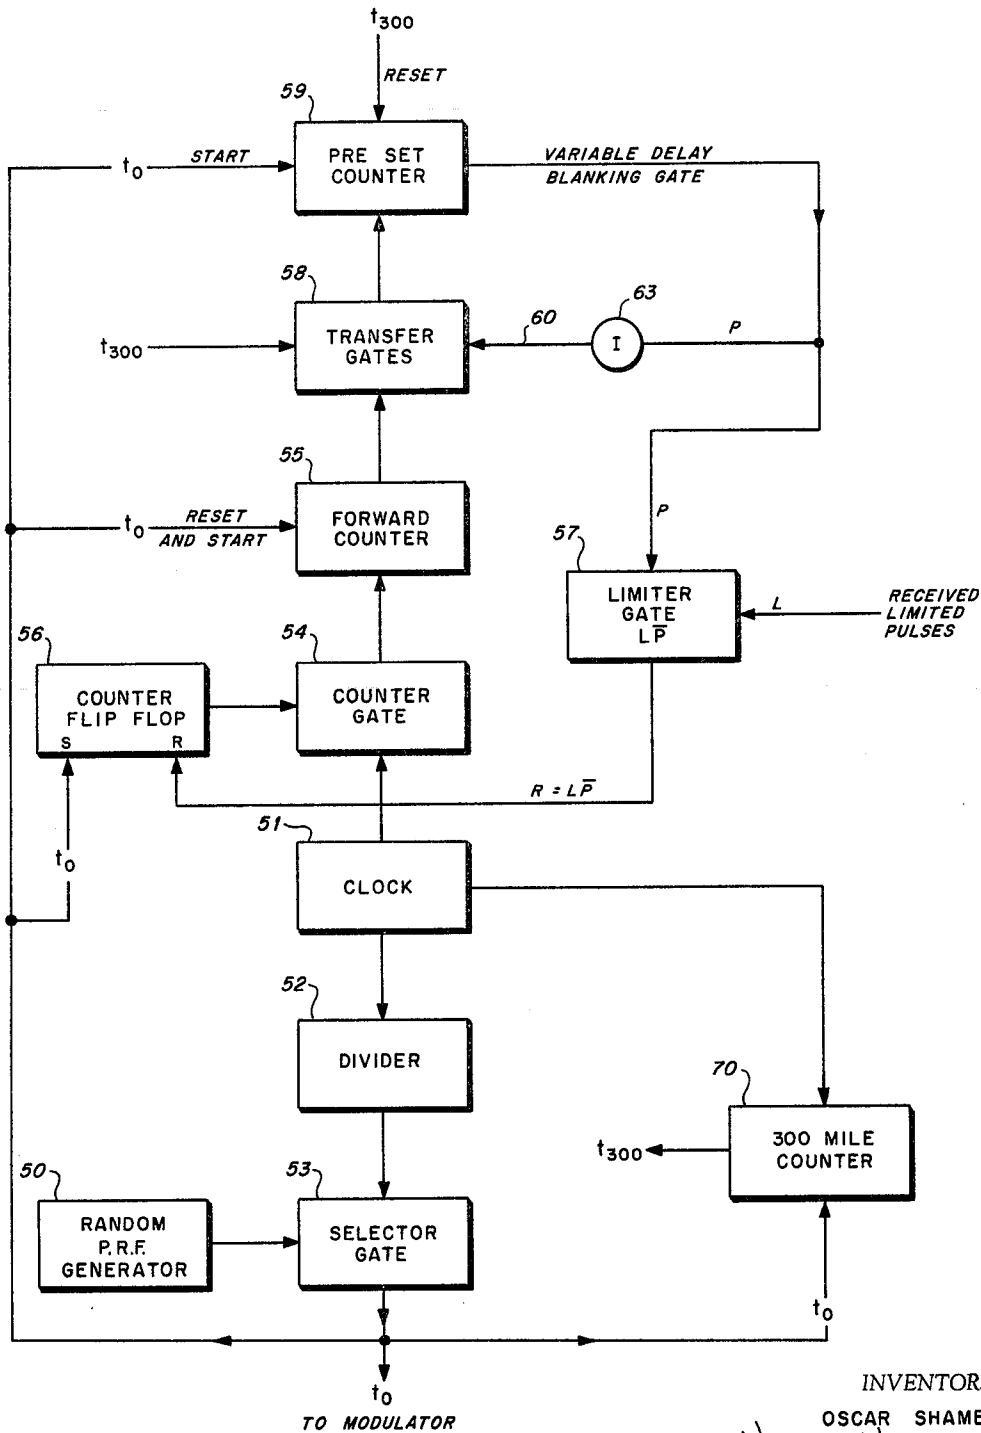 t300
RESET
59
PRE SET
COUNTER
t0
START
VARIABLE DELAY
BLANKING GATE
58
TRANSFER
GATES
t300
60
63
I
P
55
FORWARD
COUNTER
t0
RESET
AND START
P
57
LIMITER
GATE
LP̅
L
RECEIVED
LIMITED
PULSES
56
COUNTER
FLIP FLOP
S R
54
COUNTER
GATE
R = LP̅
t0
51
CLOCK
52
DIVIDER
70
300 MILE
COUNTER
t300
50
RANDOM
P.R.F.
GENERATOR
53
SELECTOR
GATE
t0
t0
TO MODULATOR
INVENTOR
OSCAR SHAME